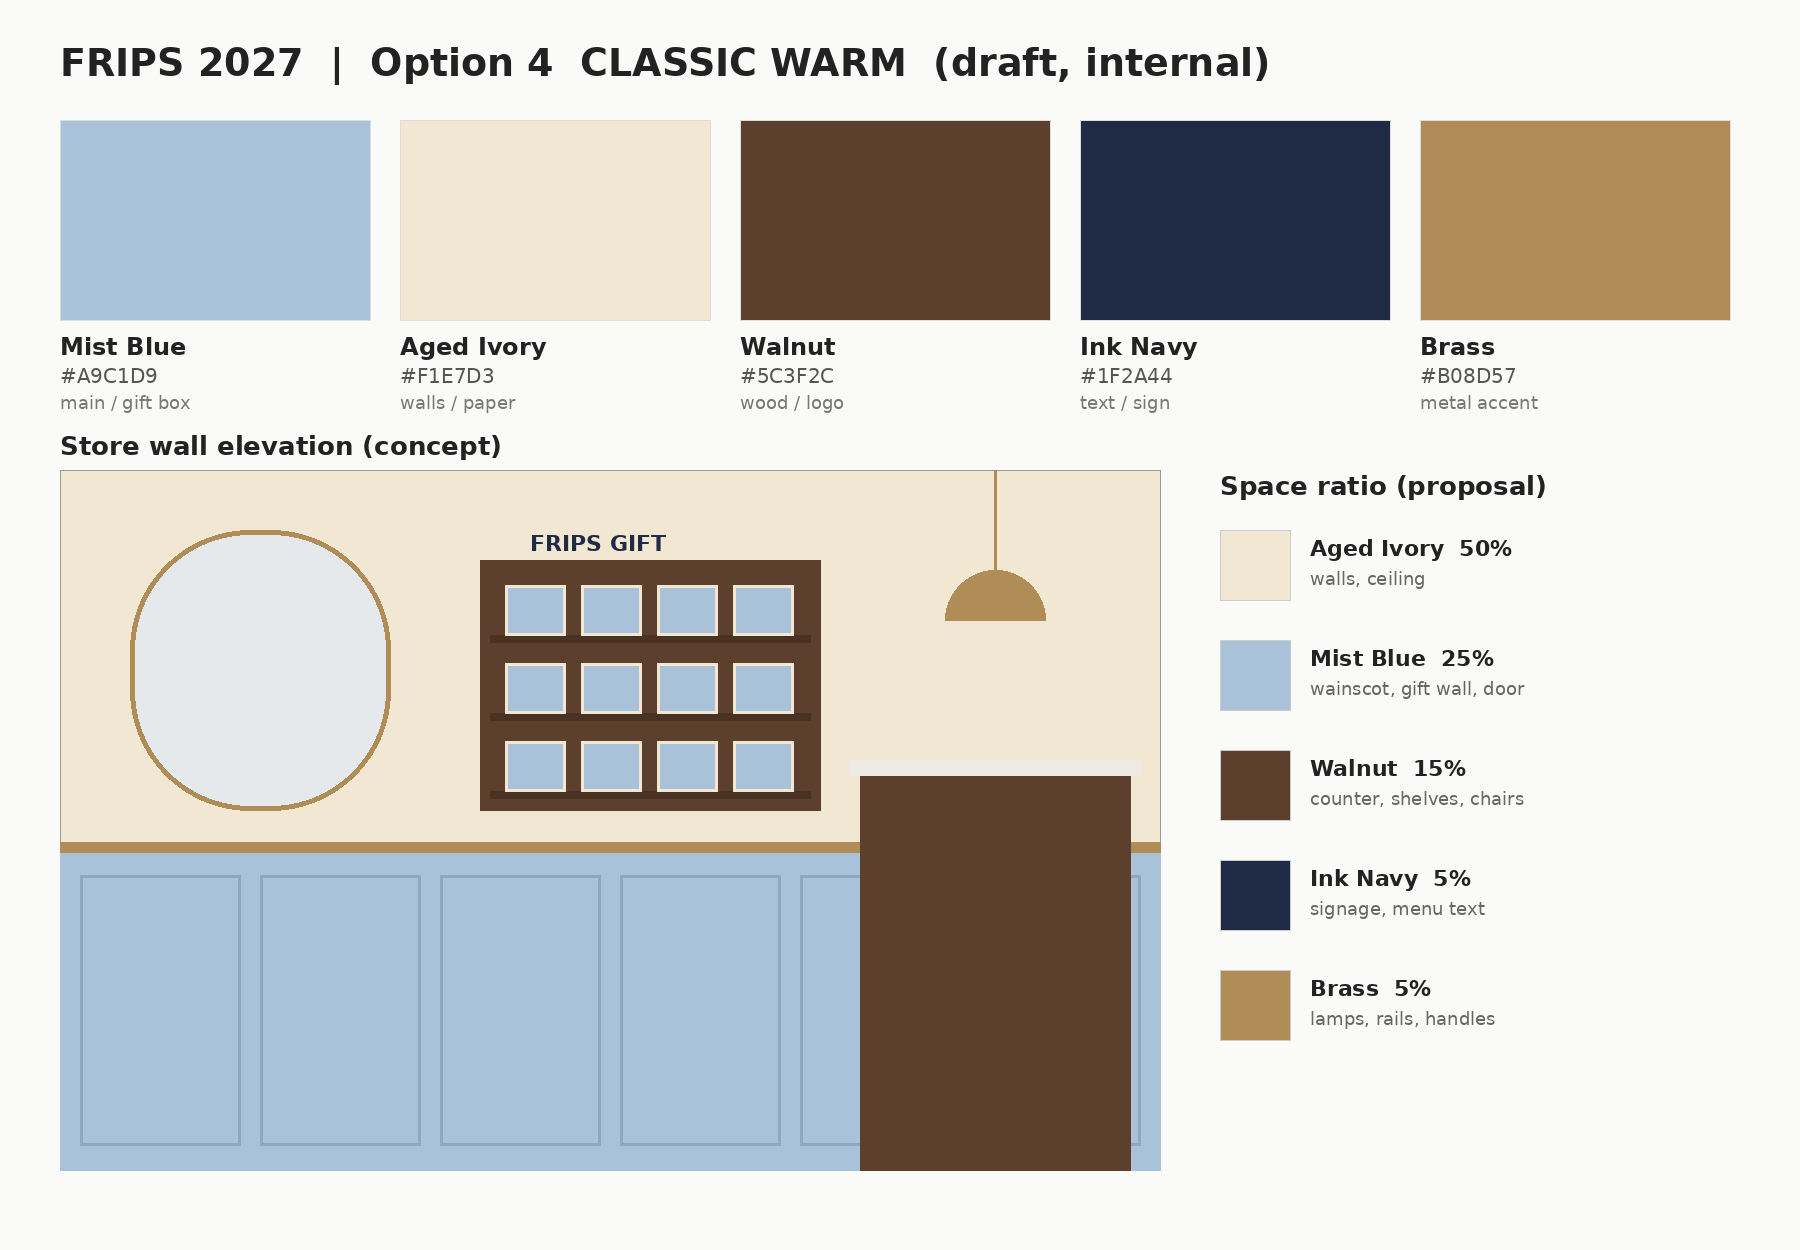 FRIPS 2027 | Option 4 CLASSIC WARM (draft, internal)
Mist Blue
#A9C1D9
main / gift box
Aged Ivory
#F1E7D3
walls / paper
Walnut
#5C3F2C
wood / logo
Ink Navy
#1F2A44
text / sign
Brass
#B08D57
metal accent
Store wall elevation (concept)
FRIPS GIFT
Space ratio (proposal)
Aged Ivory 50%
walls, ceiling
Mist Blue 25%
wainscot, gift wall, door
Walnut 15%
counter, shelves, chairs
Ink Navy 5%
signage, menu text
Brass 5%
lamps, rails, handles